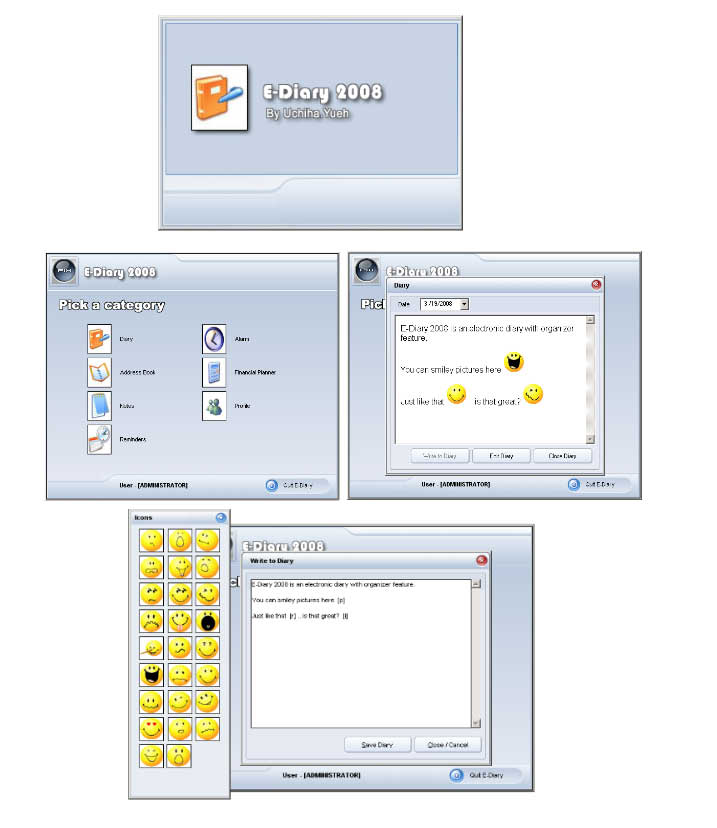 E-Diary 2008
By Uchiha Yueh
E-Diary 2008
Pick a category
Diary
Alarm
Address Book
Financial Planner
Notes
Profile
Reminders
User - [ADMINISTRATOR]
Quit E-Diary
E-Diary 2008
Pick
Diary
Date
3/19/2008
E-Diary 2008 is an electronic diary with organizer
feature.
You can smiley pictures here
Just like that
is that great?
Write to Diary
Edit Diary
Close Diary
User - [ADMINISTRATOR]
Quit E-Diary
Icons
E-Diary 2008
Write to Diary
E-Diary 2008 is an electronic diary with organizer feature.
You can smiley pictures here [p]
Just like that [r] ...is that great? [l]
Save Diary
Close / Cancel
User - [ADMINISTRATOR]
Quit E-Diary